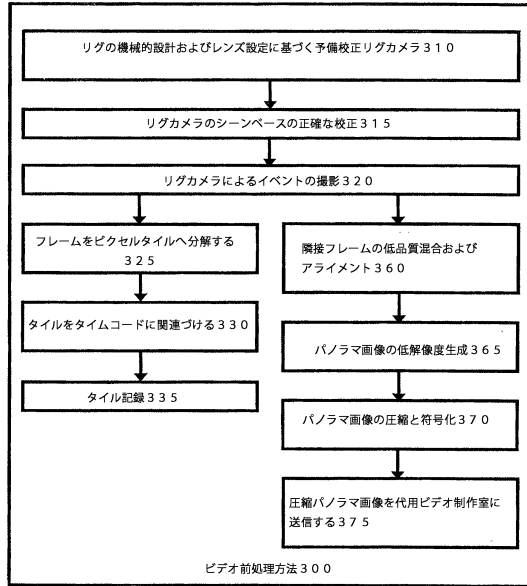 リグの機械的設計およびレンズ設定に基づく予備校正リグカメラ３１０
リグカメラのシーンベースの正確な校正３１５
リグカメラによるイベントの撮影３２０
フレームをピクセルタイルへ分解する
３２５
タイルをタイムコードに関連づける３３０
タイル記録３３５
隣接フレームの低品質混合および
アライメント３６０
パノラマ画像の低解像度生成３６５
パノラマ画像の圧縮と符号化３７０
圧縮パノラマ画像を代用ビデオ制作室に
送信する３７５
ビデオ前処理方法３００